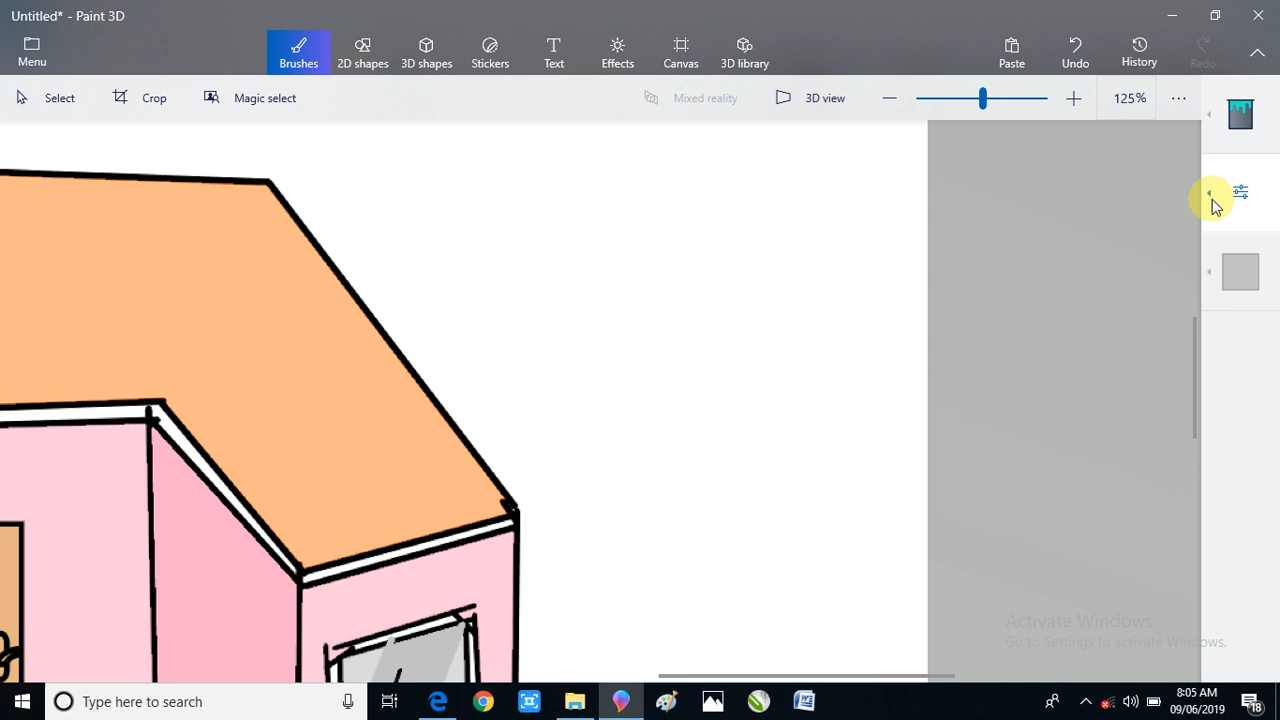 Untitled* - Paint 3D
Menu
Brushes
2D shapes
3D shapes
Stickers
Text
Effects
Canvas
3D library
Paste
Undo
History
Redo
Select
Crop
Magic select
Mixed reality
3D view
125%
Activate Windows
Go to Settings to activate Windows.
Type here to search
8:05 AM
09/06/2019
18